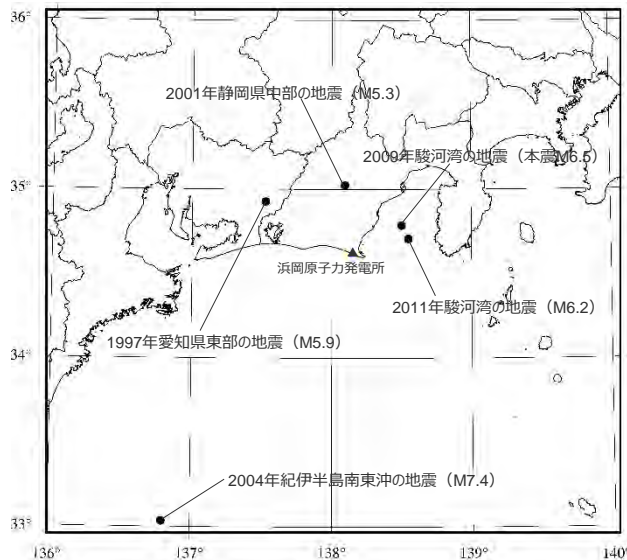 36°
2001年静岡県中部の地震（M5.3）
2009年駿河湾の地震（本震M6.5）
35°
浜岡原子力発電所
2011年駿河湾の地震（M6.2）
1997年愛知県東部の地震（M5.9）
34°
2004年紀伊半島南東沖の地震（M7.4）
33°
136° 137° 138° 139° 140°